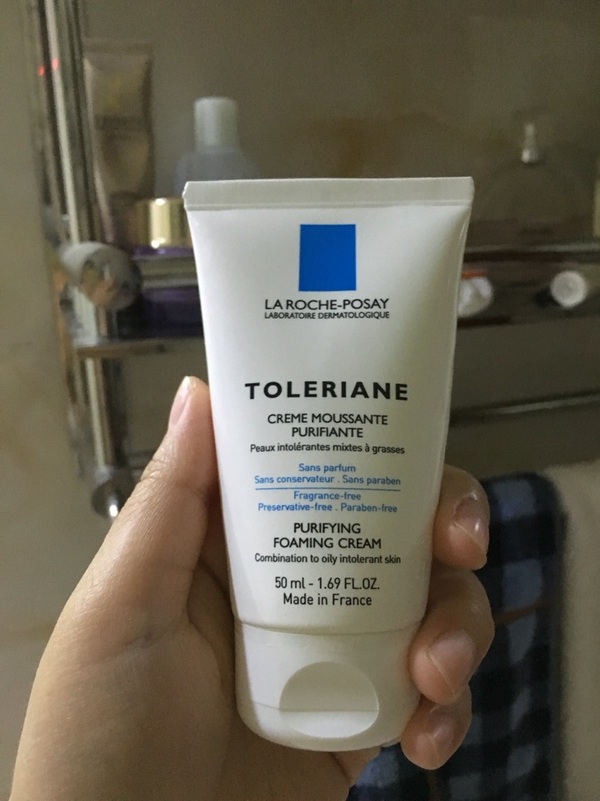 LA ROCHE-POSAY
LABORATOIRE DERMATOLOGIQUE
TOLERIANE
CREME MOUSSANTE
PURIFIANTE
Peaux intolérantes mixtes à grasses
Sans parfum
Sans conservateur . Sans paraben
Fragrance-free
Preservative-free . Paraben-free
PURIFYING
FOAMING CREAM
Combination to oily intolerant skin
50 ml - 1.69 FL.OZ.
Made in France